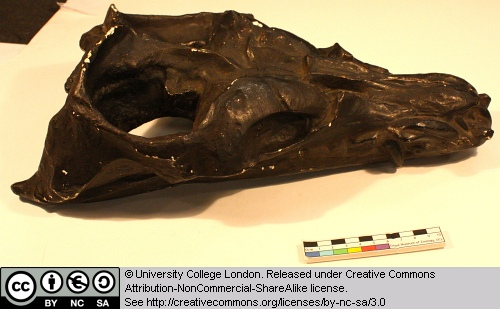 © University College London. Released under Creative Commons
Attribution-NonCommercial-ShareAlike license.
See http://creativecommons.org/licenses/by-nc-sa/3.0
cc
BY NC SA